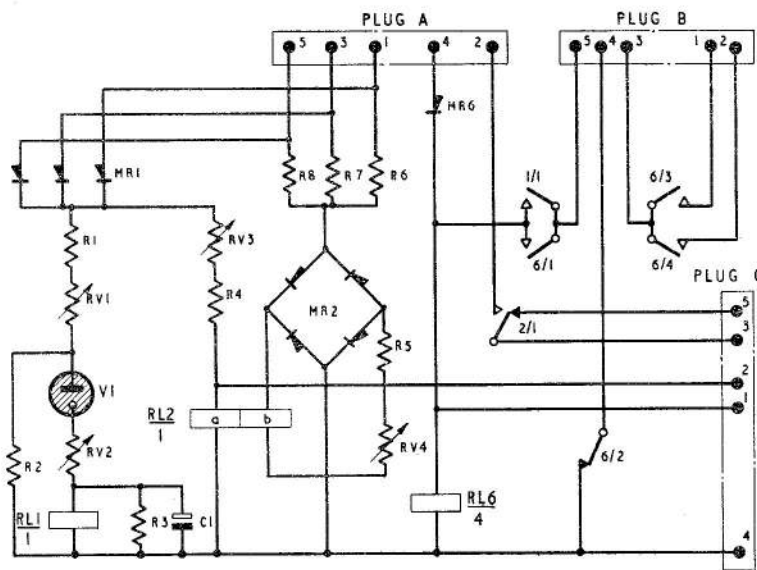 PLUG A
PLUG B
5 3 1 4 2
5 4 3 1 2
MR6
MR1
R8 R7 R6
1/1
6/3
R1
RV3
6/1
6/4
PLUG C
RV1
R4
MR2
5
2/1
3
R5
V1
2
RL2
1
a b
1
RV2
RV4
6/2
R2
RL1
1
R3 C1
RL6
4
4